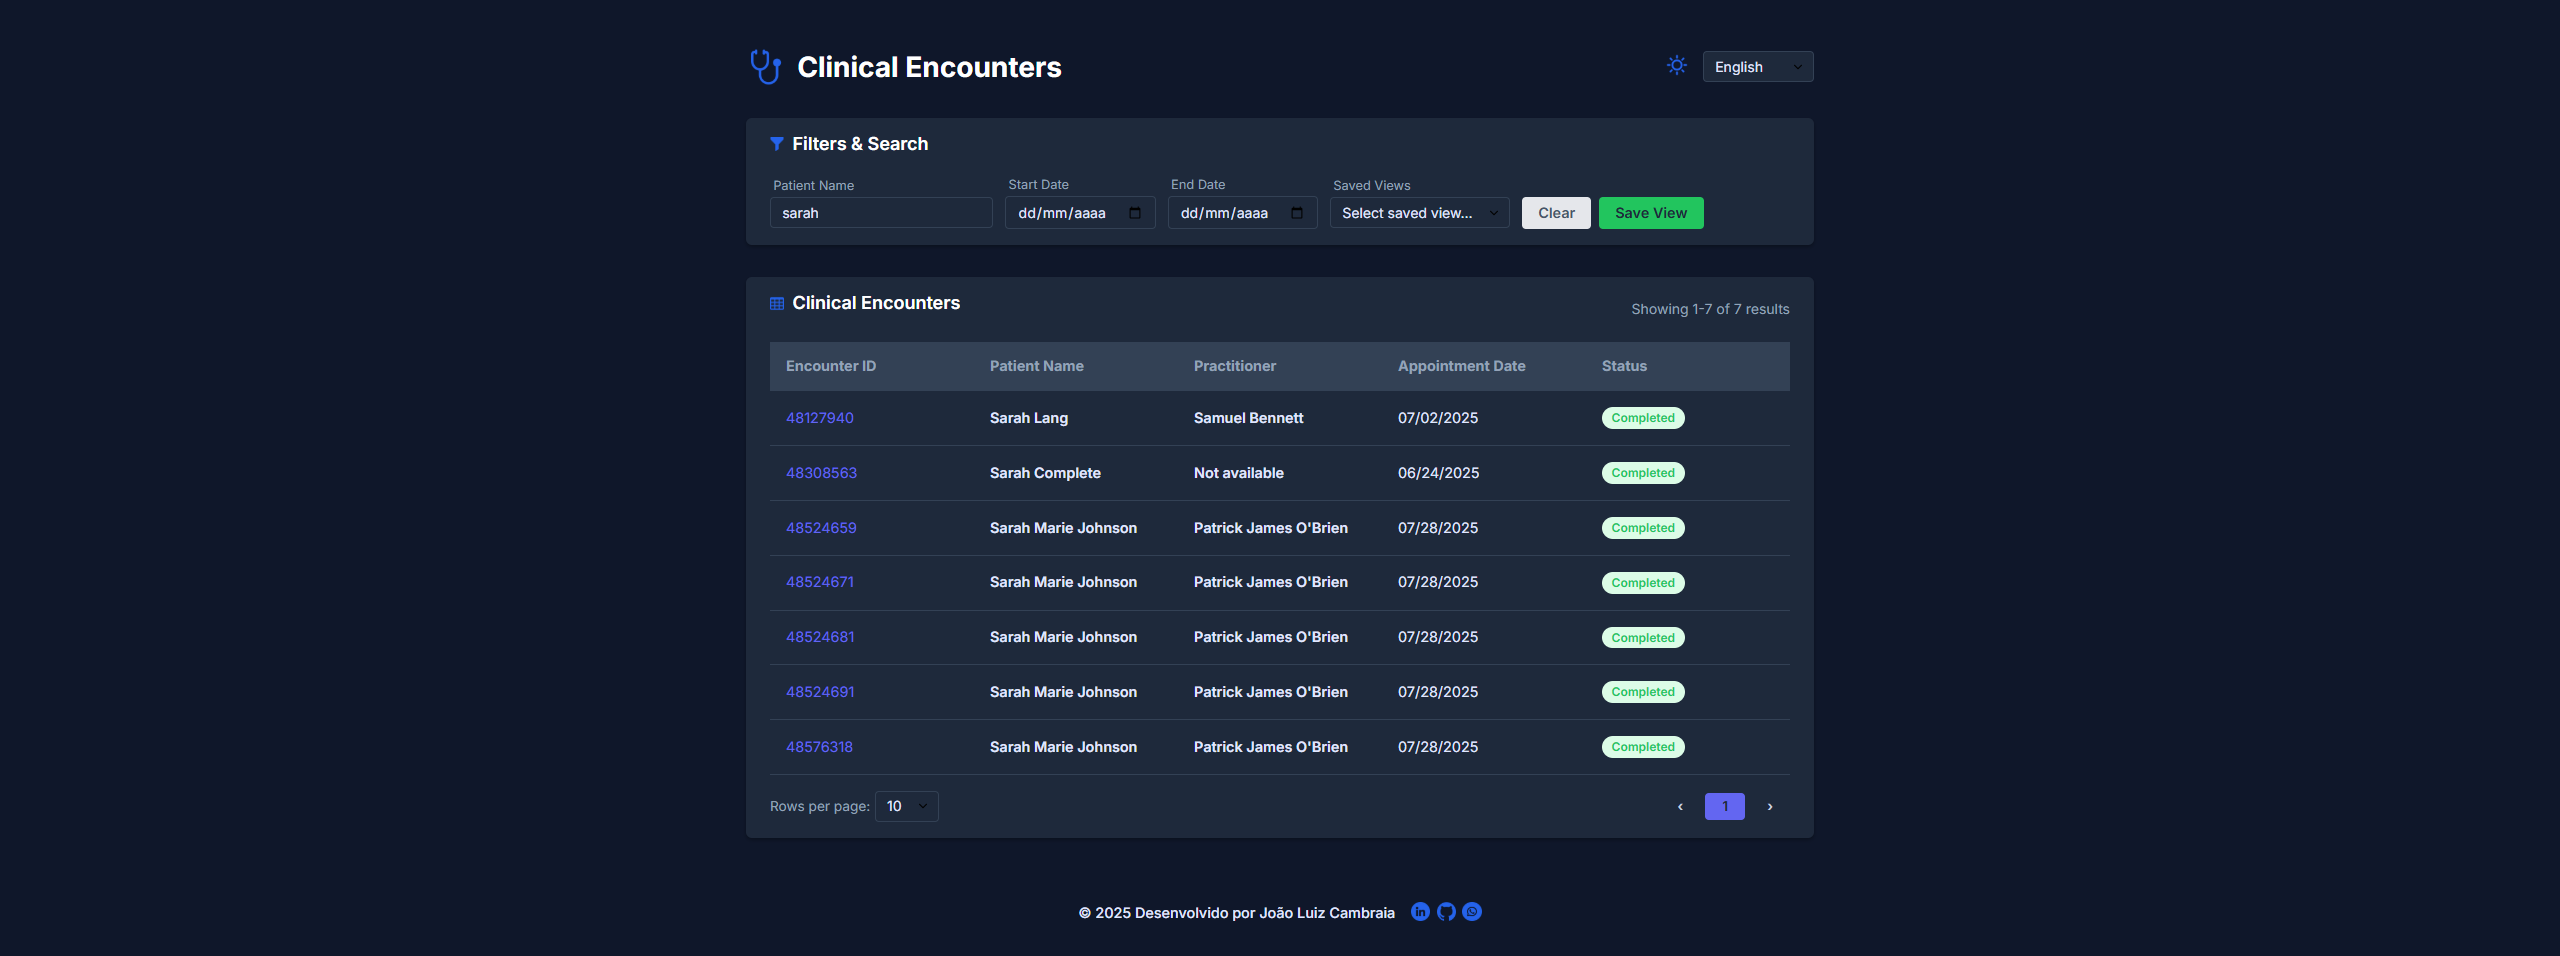 Clinical Encounters
English
Filters & Search
Patient Name Start Date End Date Saved Views
sarah dd/mm/aaaa dd/mm/aaaa Select saved view... Clear Save View
Clinical Encounters
Showing 1-7 of 7 results
Encounter ID Patient Name Practitioner Appointment Date Status
48127940 Sarah Lang Samuel Bennett 07/02/2025 Completed
48308563 Sarah Complete Not available 06/24/2025 Completed
48524659 Sarah Marie Johnson Patrick James O'Brien 07/28/2025 Completed
48524671 Sarah Marie Johnson Patrick James O'Brien 07/28/2025 Completed
48524681 Sarah Marie Johnson Patrick James O'Brien 07/28/2025 Completed
48524691 Sarah Marie Johnson Patrick James O'Brien 07/28/2025 Completed
48576318 Sarah Marie Johnson Patrick James O'Brien 07/28/2025 Completed
Rows per page: 10 ‹ 1 ›
© 2025 Desenvolvido por João Luiz Cambraia